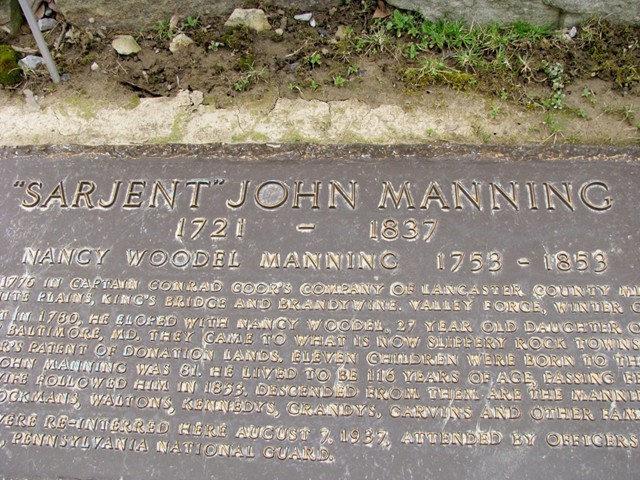 "SARJENT" JOHN MANNING
1721 - 1837
NANCY WOODEL MANNING 1753 - 1853
1776 IN CAPTAIN CONRAD COOR'S COMPANY OF LANCASTER, COUNTY
PLAINS, KING'S BRIDGE AND BRANDYWINE. VALLEY FORGE, WINTER
IN 1780, HE ELOPED WITH NANCY WOODEL, 27 YEAR OLD DAUGHTER
BALTIMORE, MD. THEY CAME TO WHAT IS NOW SLIPPERY ROCK
PATENT OF DONATION LANDS. ELEVEN CHILDREN WERE BORN TO
JOHN MANNING WAS 81. HE LIVED TO BE 116 YEARS OF AGE, PASSING
FOLLOWED HIM IN 1853. DESCENDED FROM THEM ARE THE
WALTONS, KENNEDYS, GRANDYS, GARVINS AND OTHER
WERE RE-INTERRED HERE AUGUST 7, 1937, ATTENDED BY OFFICERS
PENNSYLVANIA NATIONAL GUARD.